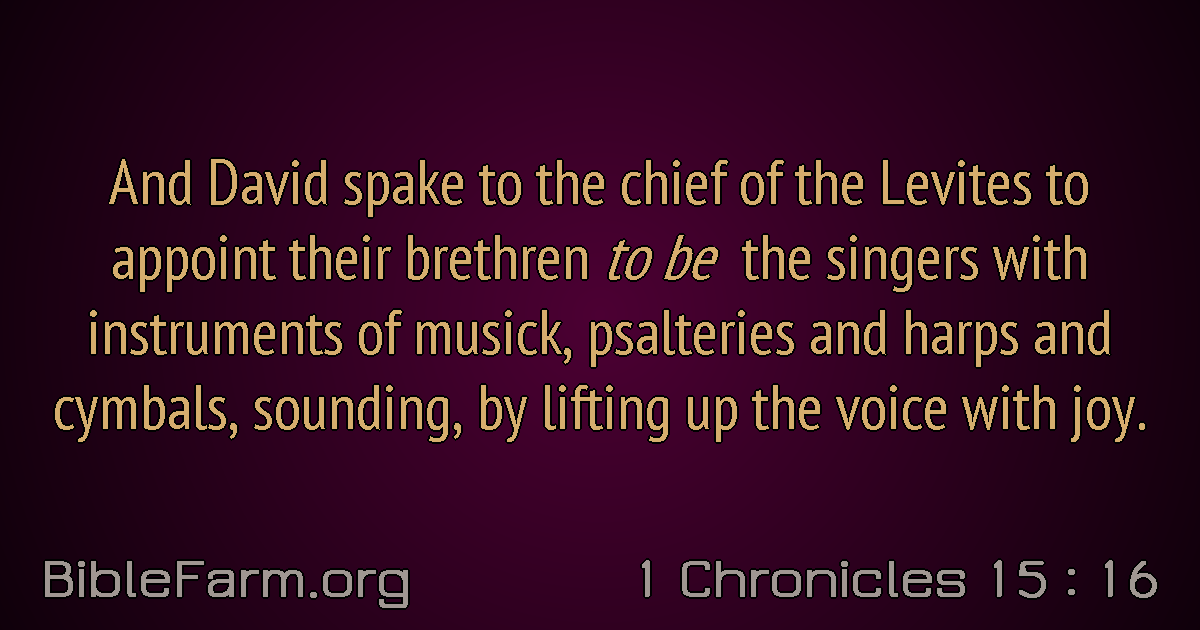 And David spake to the chief of the Levites to
appoint their brethren to be the singers with
instruments of musick, psalteries and harps and
cymbals, sounding, by lifting up the voice with joy.
BibleFarm.org 1 Chronicles 15 : 16